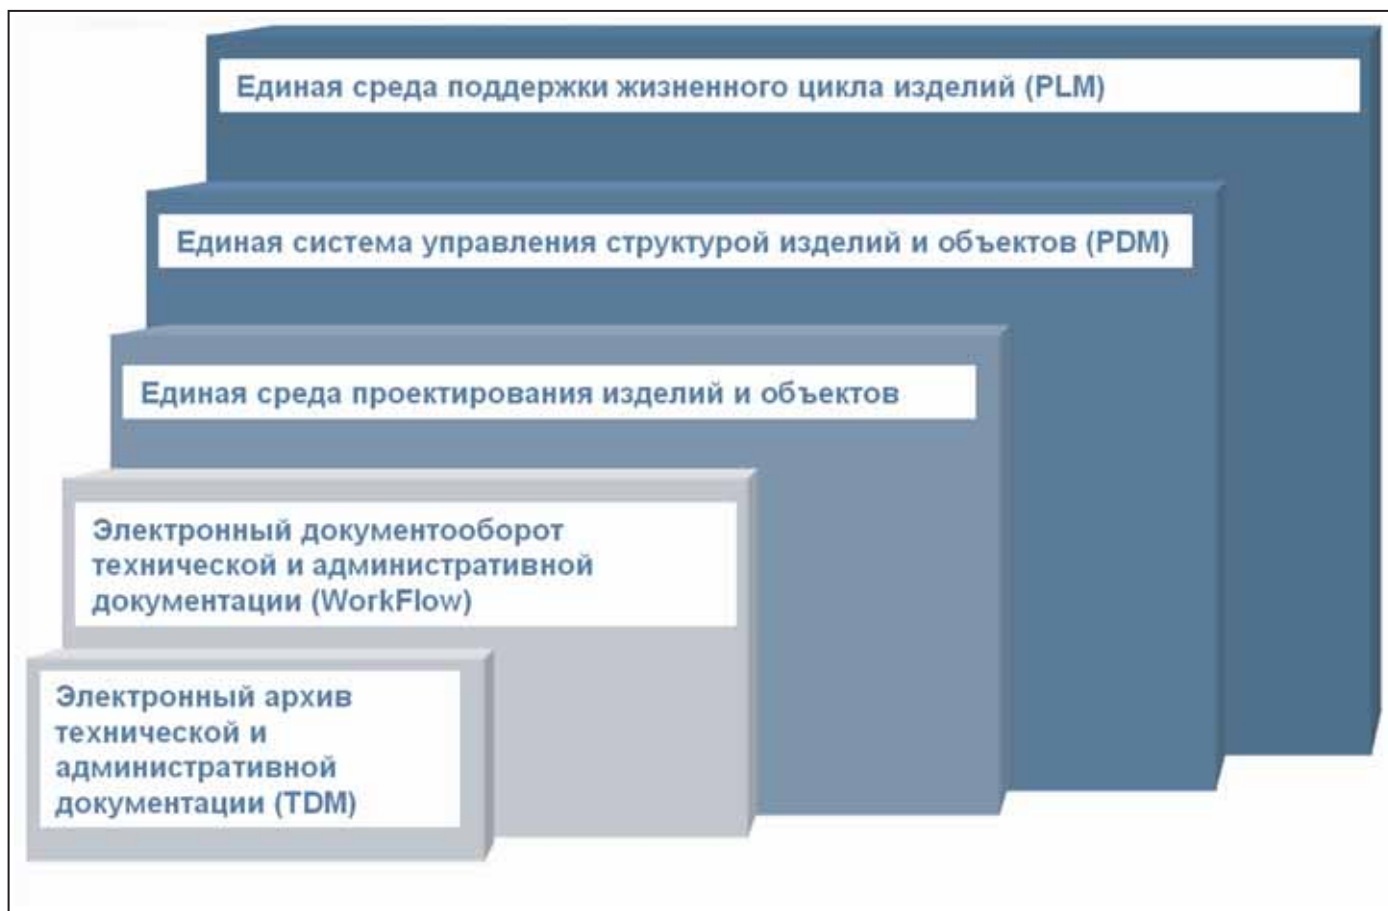 Единая среда поддержки жизненного цикла изделий (PLM)
Единая система управления структурой изделий и объектов (PDM)
Единая среда проектирования изделий и объектов
Электронный документооборот
технической и административной
документации (WorkFlow)
Электронный архив
технической и
административной
документации (TDM)